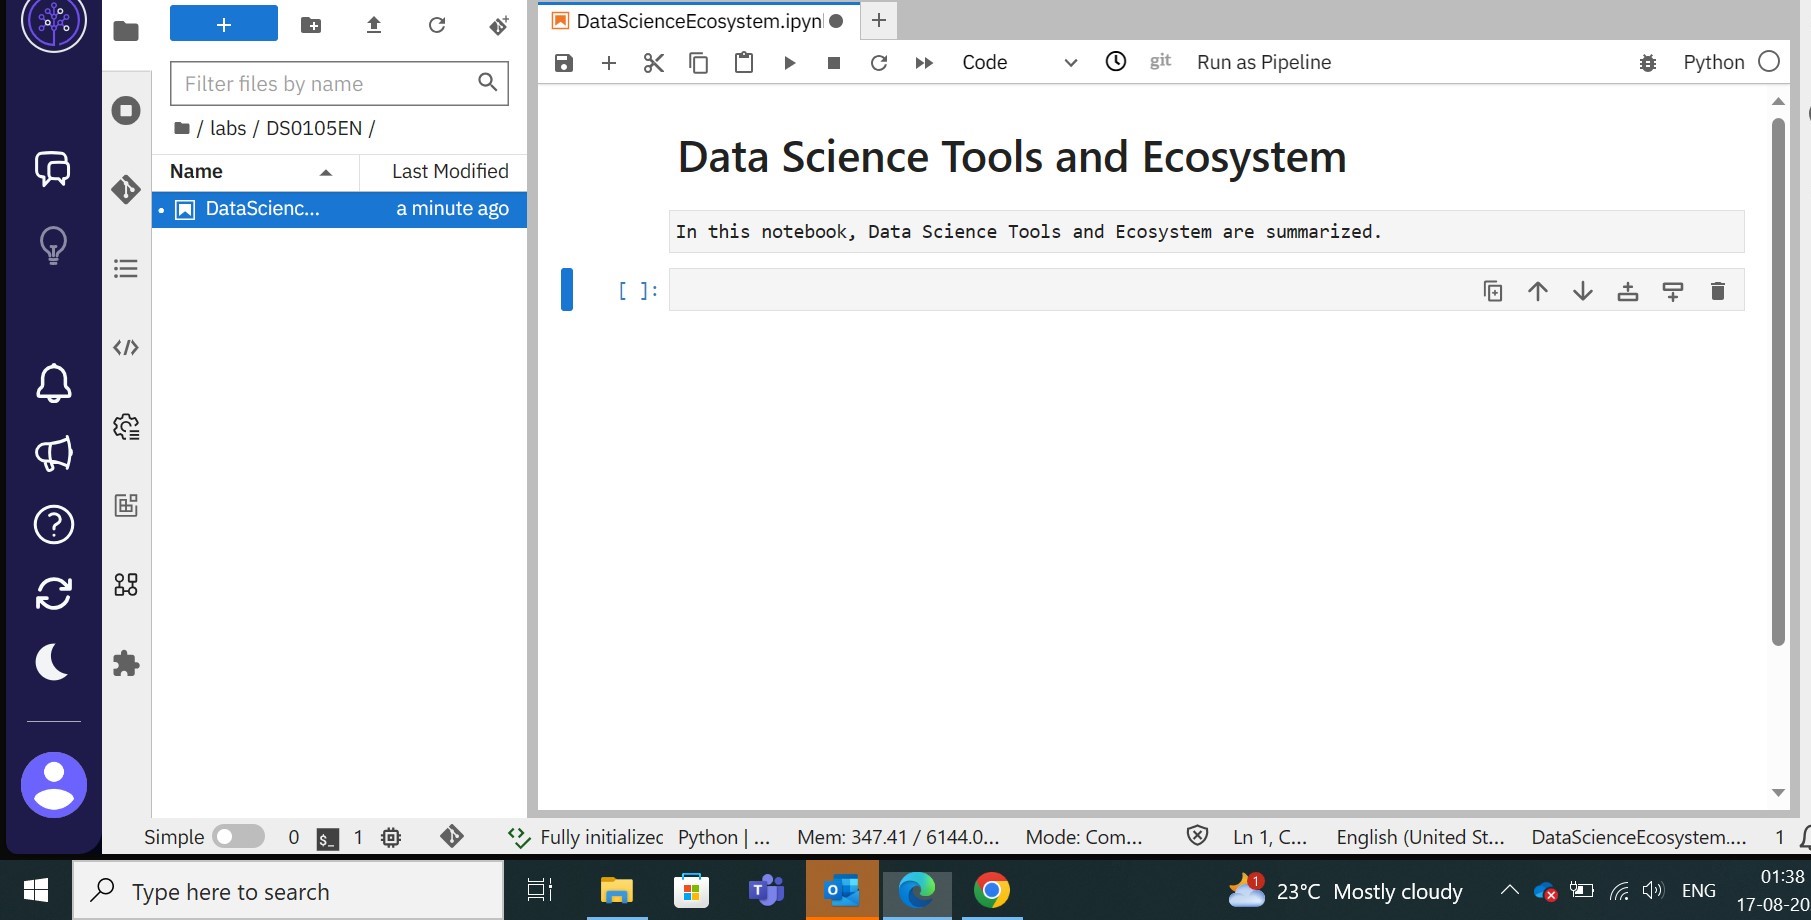 DataScienceEcosystem.ipyn
Code
git
Run as Pipeline
Python
Filter files by name
/ labs / DS0105EN /
Name
Last Modified
DataScienc...
a minute ago
Data Science Tools and Ecosystem
In this notebook, Data Science Tools and Ecosystem are summarized.
[ ]:
Simple
0
$_
1
Fully initialized
Python | ...
Mem: 347.41 / 6144.0...
Mode: Com...
Ln 1, C...
English (United St...
DataScienceEcosystem....
1
Type here to search
T
O
1
23°C Mostly cloudy
ENG
01:38
17-08-20